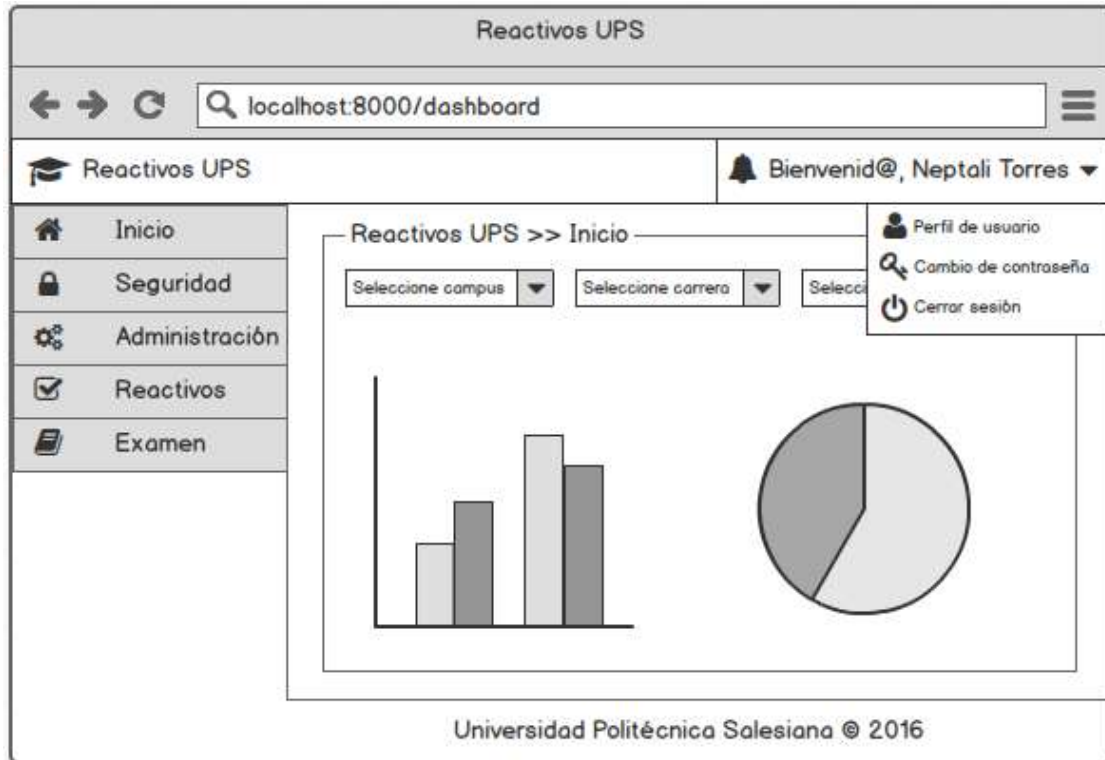 Reactivos UPS
localhost:8000/dashboard
Reactivos UPS
Bienvenid@, Neptali Torres
Perfil de usuario
Cambio de contraseña
Cerrar sesión
Inicio
Seguridad
Administración
Reactivos
Examen
Reactivos UPS >> Inicio
Seleccione campus
Seleccione carrera
Universidad Politécnica Salesiana © 2016